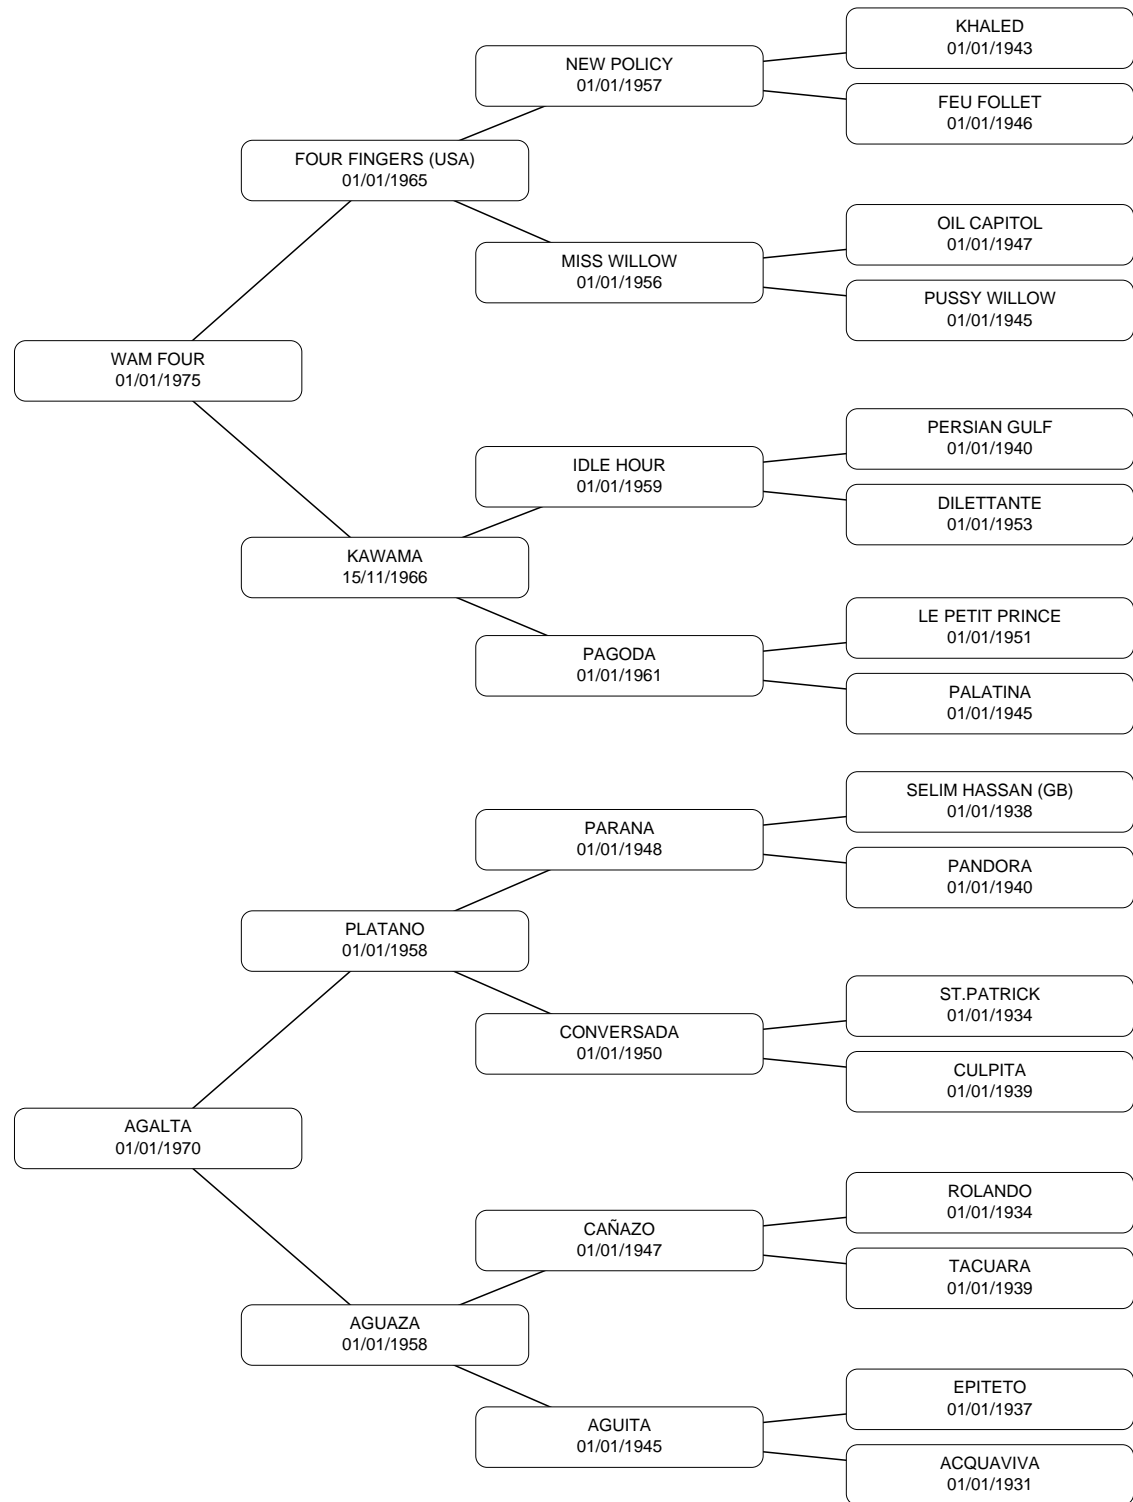 KHALED
01/01/1943
NEW POLICY
01/01/1957
FEU FOLLET
01/01/1946
FOUR FINGERS (USA)
01/01/1965
OIL CAPITOL
01/01/1947
MISS WILLOW
01/01/1956
PUSSY WILLOW
01/01/1945
WAM FOUR
01/01/1975
PERSIAN GULF
01/01/1940
IDLE HOUR
01/01/1959
DILETTANTE
01/01/1953
KAWAMA
15/11/1966
LE PETIT PRINCE
01/01/1951
PAGODA
01/01/1961
PALATINA
01/01/1945
SELIM HASSAN (GB)
01/01/1938
PARANA
01/01/1948
PANDORA
01/01/1940
PLATANO
01/01/1958
ST.PATRICK
01/01/1934
CONVERSADA
01/01/1950
CULPITA
01/01/1939
AGALTA
01/01/1970
ROLANDO
01/01/1934
CAÑAZO
01/01/1947
TACUARA
01/01/1939
AGUAZA
01/01/1958
EPITETO
01/01/1937
AGUITA
01/01/1945
ACQUAVIVA
01/01/1931